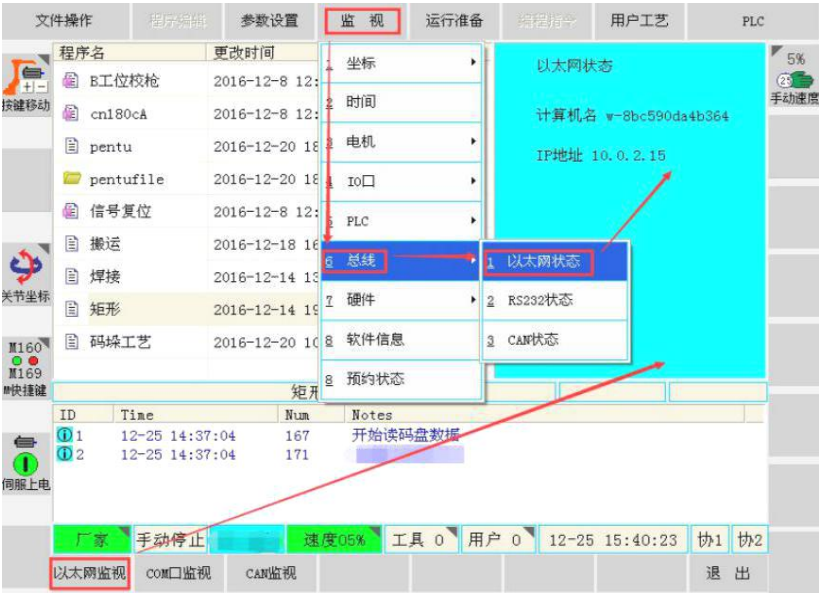 文件操作 程序编辑 参数设置 监 视 运行准备 编程指令 用户工艺 PLC
程序名 更改时间
B工位校枪 2016-12-8 12:
cn180cA 2016-12-8 12:
pentu 2016-12-20 18
pentufile 2016-12-20 18
信号复位 2016-12-8 12:
搬运 2016-12-18 16
焊接 2016-12-14 13
矩形 2016-12-14 19
码垛工艺 2016-12-20 10
按键移动
关节坐标
M160
M169
M快捷键
伺服上电
1 坐标
2 时间
3 电机
4 IO口
5 PLC
6 总线
7 硬件
8 软件信息
8 预约状态
1 以太网状态
2 RS232状态
3 CAN状态
以太网状态
计算机名 w-8bc590da4b364
IP地址 10.0.2.15
5%
25
手动速度
矩形
ID Time Num Notes
1 12-25 14:37:04 167 开始读码盘数据
2 12-25 14:37:04 171
厂家 手动停止 速度05% 工具 0 用户 0 12-25 15:40:23 协1 协2
以太网监视 COM口监视 CAN监视 退 出